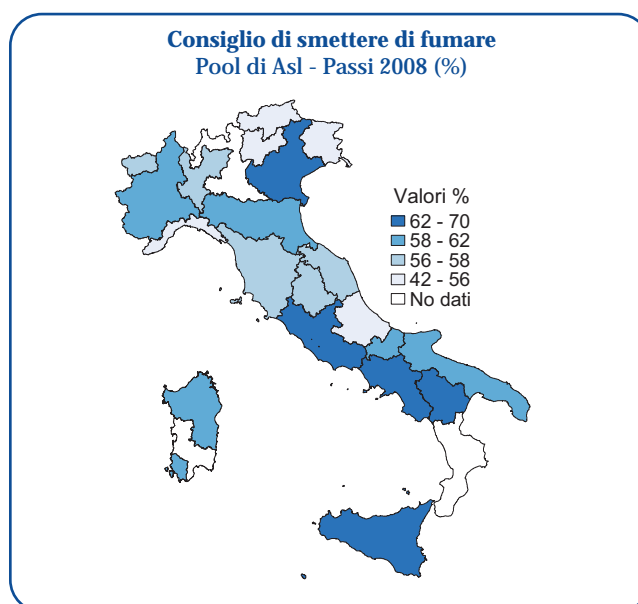 Consiglio di smettere di fumare
Pool di Asl - Passi 2008 (%)
Valori %
62 - 70
58 - 62
56 - 58
42 - 56
No dati